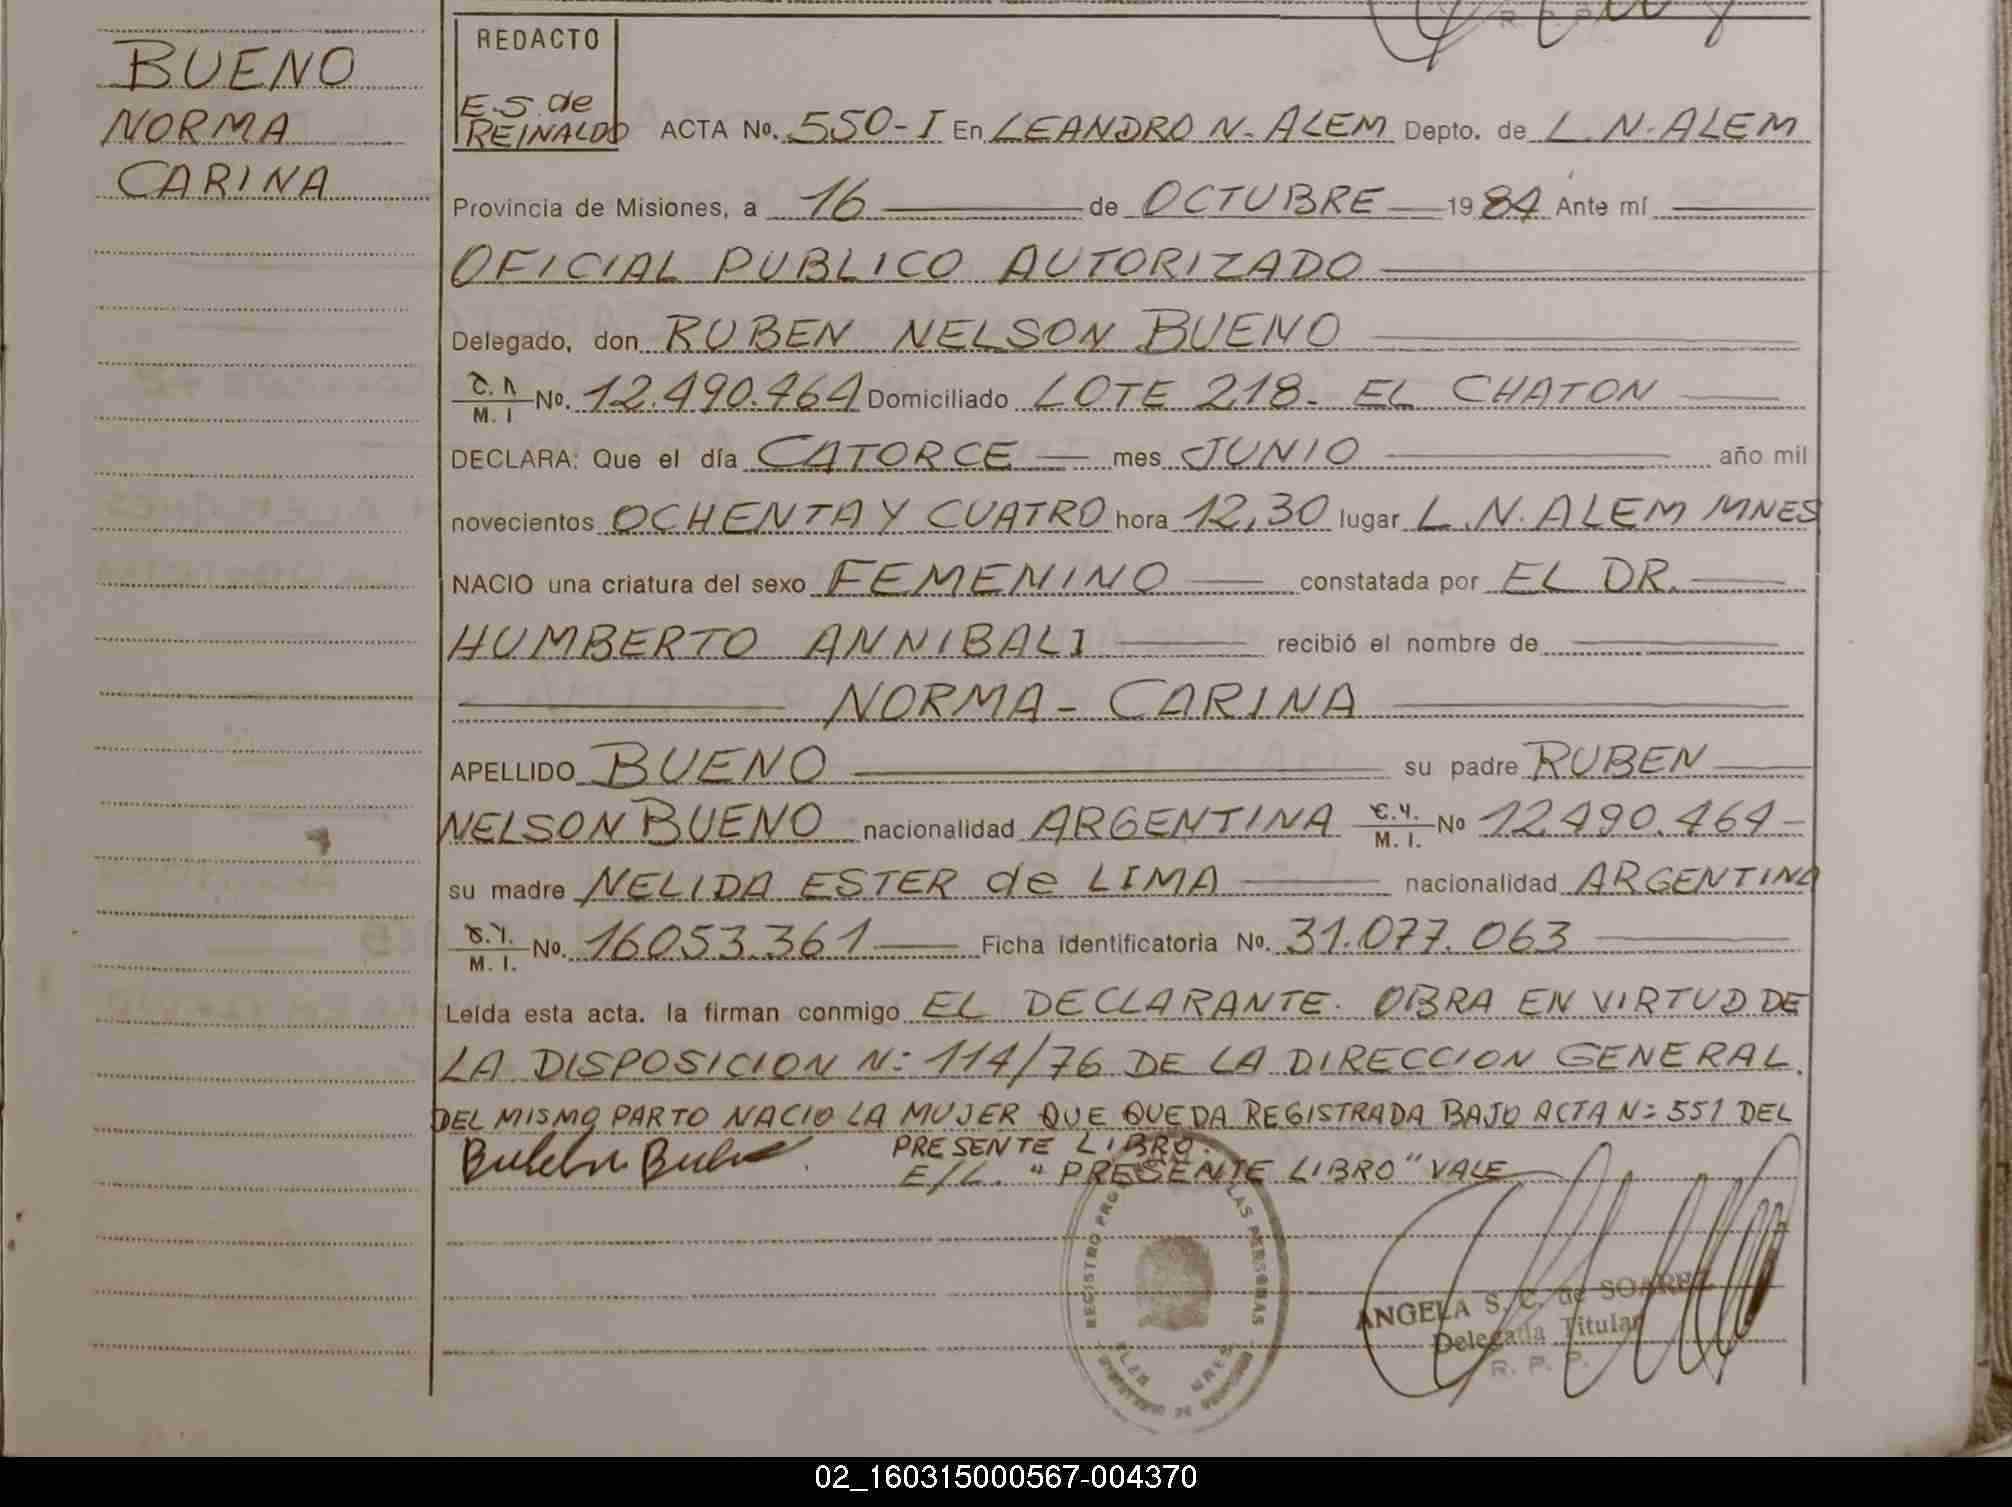 BUENO
NORMA
CARINA
REDACTO
E.S. de
REINALDO
ACTA No. 550-I En LEANDRO N. ALEM Depto. de L. N. ALEM
Provincia de Misiones, a 16 de OCTUBRE 1984 Ante mí
OFICIAL PUBLICO AUTORIZADO
Delegado, don RUBEN NELSON BUENO
M. I No. 12.490.464 Domiciliado LOTE 218. EL CHATON
DECLARA: Que el día CATORCE mes JUNIO año mil
novecientos OCHENTA Y CUATRO hora 12,30 lugar L.N. ALEM MNES
NACIO una criatura del sexo FEMENINO constatada por EL DR.
HUMBERTO ANNIBALI recibió el nombre de
NORMA - CARINA
APELLIDO BUENO su padre RUBEN
NELSON BUENO nacionalidad ARGENTINA M. I. No 12.490.464-
su madre NELIDA ESTER de LIMA nacionalidad ARGENTINA
M. I. No. 16053.361 Ficha identificatoria No. 31.077.063
Leída esta acta. la firman conmigo EL DECLARANTE. OBRA EN VIRTUD DE
LA DISPOSICION N: 114/76 DE LA DIRECCION GENERAL.
DEL MISMO PARTO NACIO LA MUJER QUE QUEDA REGISTRADA BAJO ACTA N: 551 DEL
PRESENTE LIBRO.
E/L. "PRESENTE LIBRO" VALE
REGISTRO LAS PERSONAS
ANGELA S. C. de SOAREZ
Delegada Titular
R. P. P.
02_160315000567-004370